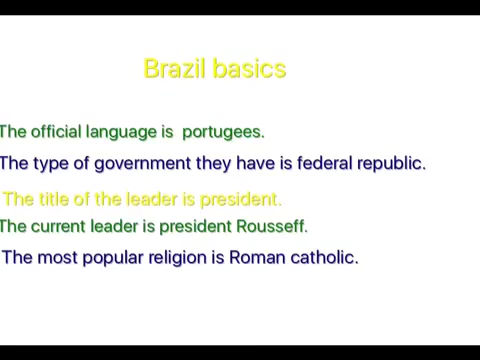 Brazil basics
The official language is  portugees.
The type of government they have is federal republic.
The title of the leader is president.
The current leader is president Rousseff.
The most popular religion is Roman catholic.